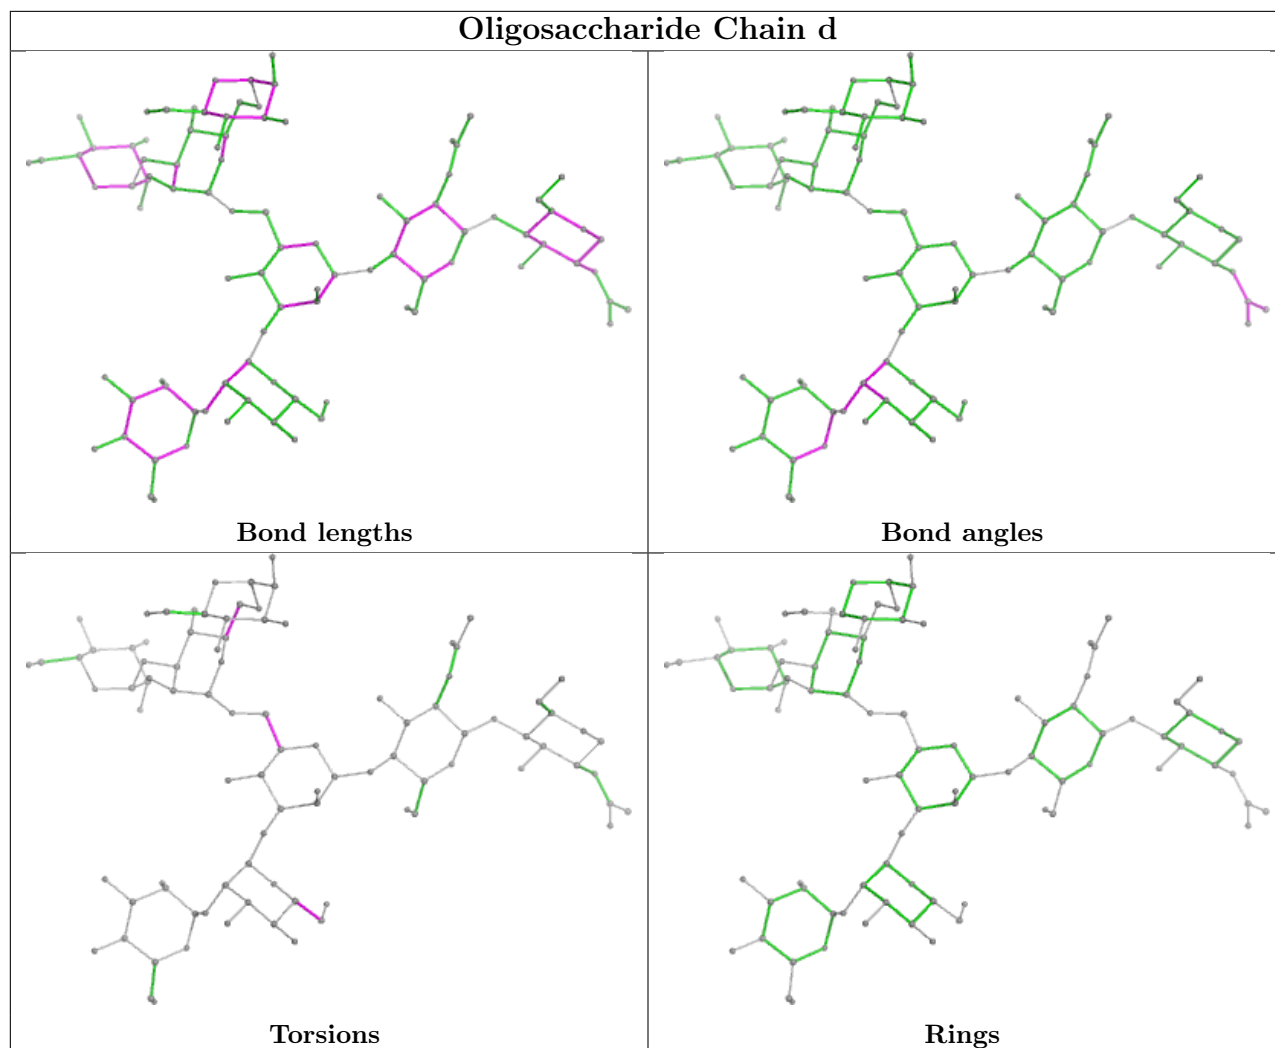 Oligosaccharide Chain d
Bond lengths
Bond angles
Torsions
Rings